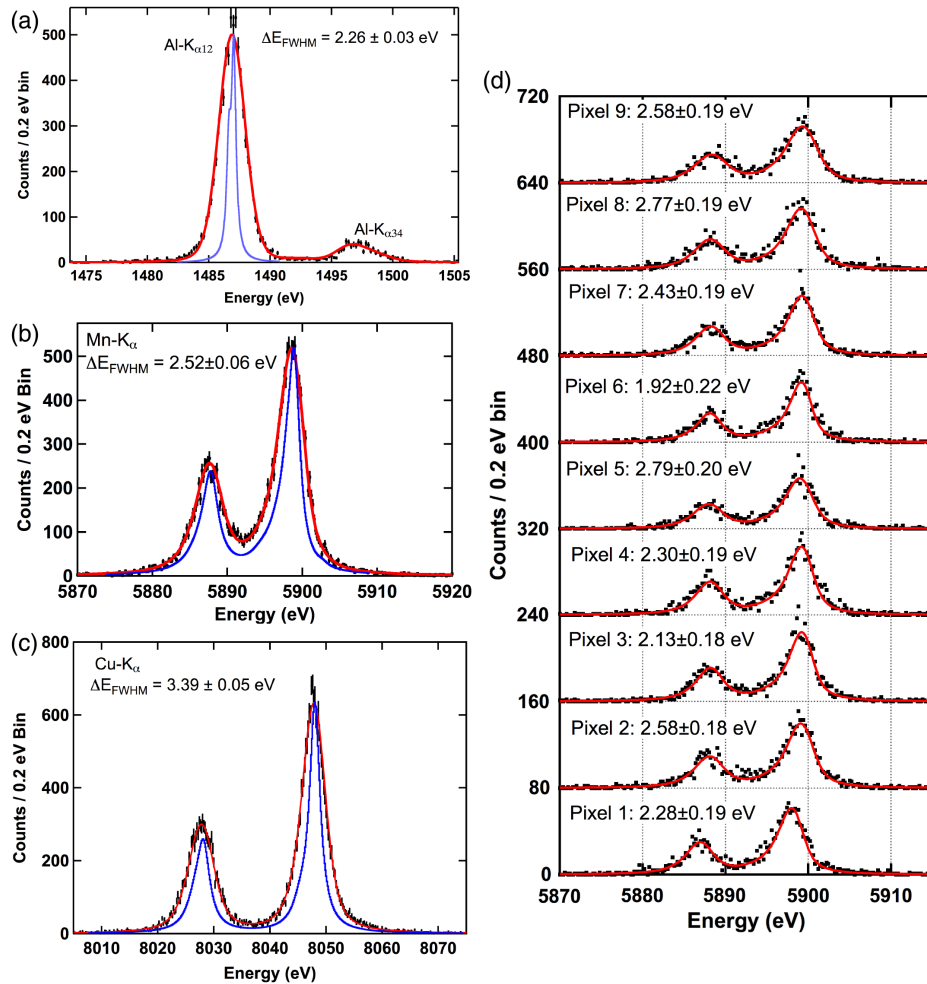 (a)
Al-Kα12
ΔEFWHM = 2.26 ± 0.03 eV
Al-Kα34
Counts / 0.2 eV bin
500
400
300
200
100
0
1475 1480 1485 1490 1495 1500 1505
Energy (eV)
(b)
Mn-Kα
ΔEFWHM = 2.52±0.06 eV
Counts / 0.2 eV Bin
500
400
300
200
100
0
5870 5880 5890 5900 5910 5920
Energy (eV)
(c)
Cu-Kα
ΔEFWHM = 3.39 ± 0.05 eV
Counts / 0.2 eV Bin
800
600
400
200
0
8010 8020 8030 8040 8050 8060 8070
Energy (eV)
(d)
Counts / 0.2 eV bin
720
Pixel 9: 2.58±0.19 eV
640
Pixel 8: 2.77±0.19 eV
560
Pixel 7: 2.43±0.19 eV
480
Pixel 6: 1.92±0.22 eV
400
Pixel 5: 2.79±0.20 eV
320
Pixel 4: 2.30±0.19 eV
240
Pixel 3: 2.13±0.18 eV
160
Pixel 2: 2.58±0.18 eV
80
Pixel 1: 2.28±0.19 eV
0
5870 5880 5890 5900 5910
Energy (eV)